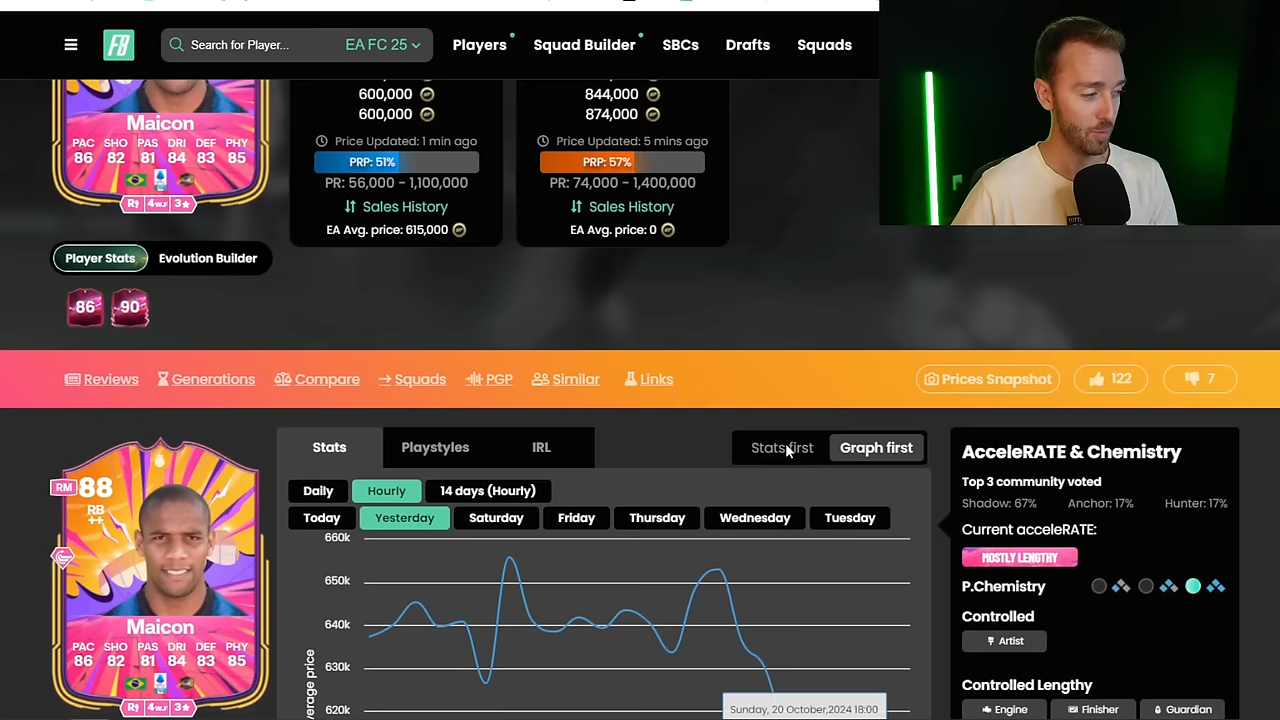 FB
Search for Player...
EA FC 25
Players
Squad Builder
SBCs
Drafts
Squads
Maicon
PAC SHO PAS DRI DEF PHY
86 82 81 84 83 85
R 4W.F 3★
600,000
600,000
Price Updated: 1 min ago
PRP: 51%
PR: 56,000 - 1,100,000
Sales History
EA Avg. price: 615,000
844,000
874,000
Price Updated: 5 mins ago
PRP: 57%
PR: 74,000 - 1,400,000
Sales History
EA Avg. price: 0
Player Stats
Evolution Builder
86
90
Reviews
Generations
Compare
Squads
PGP
Similar
Links
Prices Snapshot
122
7
RM 88
RB
++
Maicon
PAC SHO PAS DRI DEF PHY
86 82 81 84 83 85
R 4W.F 3★
Stats
Playstyles
IRL
Stats first
Graph first
Daily
Hourly
14 days (Hourly)
Today
Yesterday
Saturday
Friday
Thursday
Wednesday
Tuesday
660k
650k
640k
630k
620k
verage price
Sunday, 20 October,2024 18:00
AcceleRATE & Chemistry
Top 3 community voted
Shadow: 67% Anchor: 17% Hunter: 17%
Current acceleRATE:
MOSTLY LENGTHY
P.Chemistry
Controlled
Artist
Controlled Lengthy
Engine
Finisher
Guardian